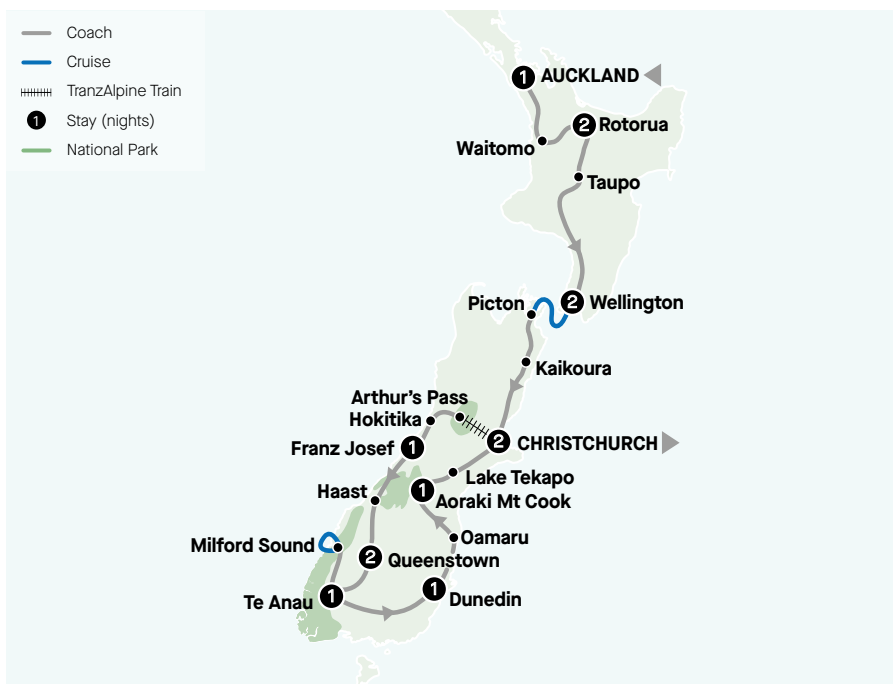 Coach
Cruise
TranzAlpine Train
1 Stay (nights)
National Park
1 AUCKLAND
2 Rotorua
Waitomo
Taupo
Picton
2 Wellington
Kaikoura
Arthur's Pass
Hokitika
2 CHRISTCHURCH
Franz Josef 1
Lake Tekapo
Haast
1 Aoraki Mt Cook
Oamaru
Milford Sound
2 Queenstown
Te Anau 1
1 Dunedin